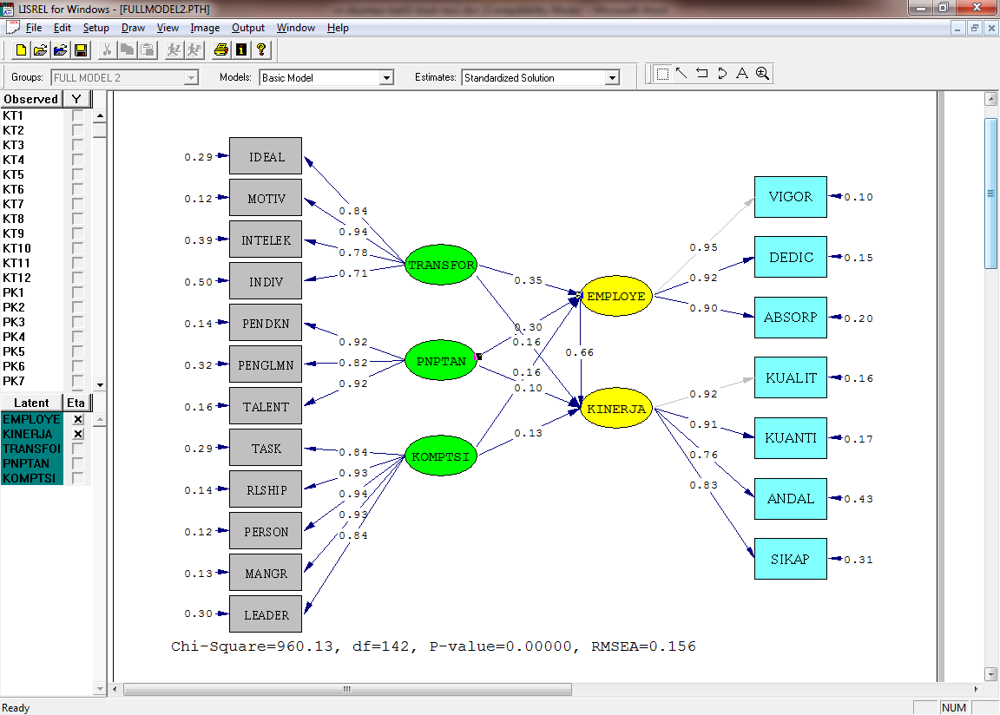 LISREL for Windows - [FULLMODEL2.PTH]
File Edit Setup Draw View Image Output Window Help
Groups: FULL MODEL 2 Models: Basic Model Estimates: Standardized Solution
Observed Y
KT1
KT2
KT3
KT4
KT5
KT6
KT7
KT8
KT9
KT10
KT11
KT12
PK1
PK2
PK3
PK4
PK5
PK6
PK7
Latent Eta
EMPLOYE
KINERJA
TRANSFOI
PNPTAN
KOMPTSI
0.29 IDEAL
0.12 MOTIV
0.39 INTELEK
0.50 INDIV
0.14 PENDKN
0.32 PENGLMN
0.16 TALENT
0.29 TASK
0.14 RLSHIP
0.12 PERSON
0.13 MANGR
0.30 LEADER
0.84
0.94
0.78
0.71
0.92
0.82
0.92
0.84
0.93
0.94
0.93
0.84
TRANSFOR
PNPTAN
KOMPTSI
0.35
0.30
0.16
0.16
0.10
0.13
EMPLOYE
0.66
KINERJA
0.95
0.92
0.90
0.92
0.91
0.76
0.83
VIGOR 0.10
DEDIC 0.15
ABSORP 0.20
KUALIT 0.16
KUANTI 0.17
ANDAL 0.43
SIKAP 0.31
Chi-Square=960.13, df=142, P-value=0.00000, RMSEA=0.156
Ready NUM